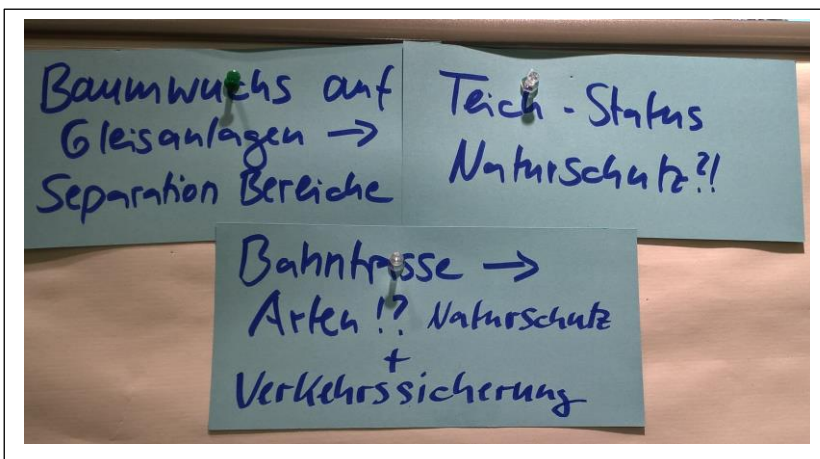 Baumwuchs auf
Gleisanlagen →
Separation Bereiche
Teich - Status
Naturschutz?!
Bahntrasse →
Arten !? Naturschutz
+
Verkehrssicherung